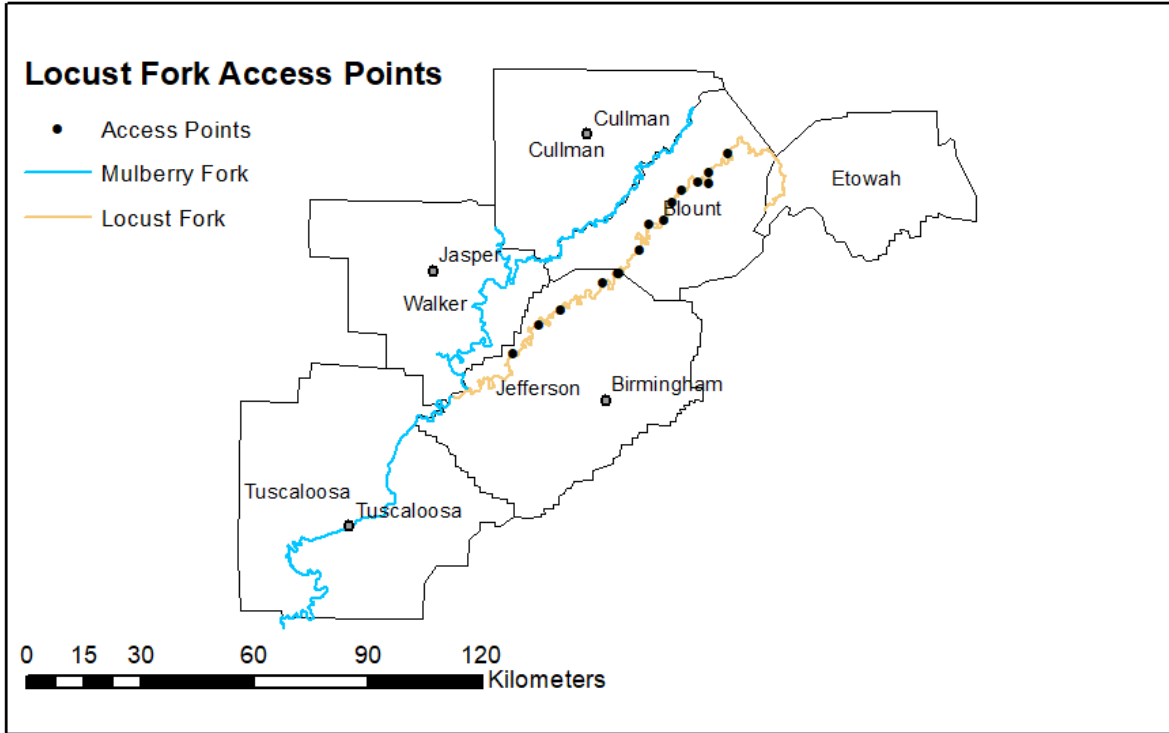 Locust Fork Access Points
Access Points
Mulberry Fork
Locust Fork
Cullman
Cullman
Etowah
Blount
Jasper
Walker
Jefferson
Birmingham
Tuscaloosa
Tuscaloosa
0 15 30 60 90 120
Kilometers